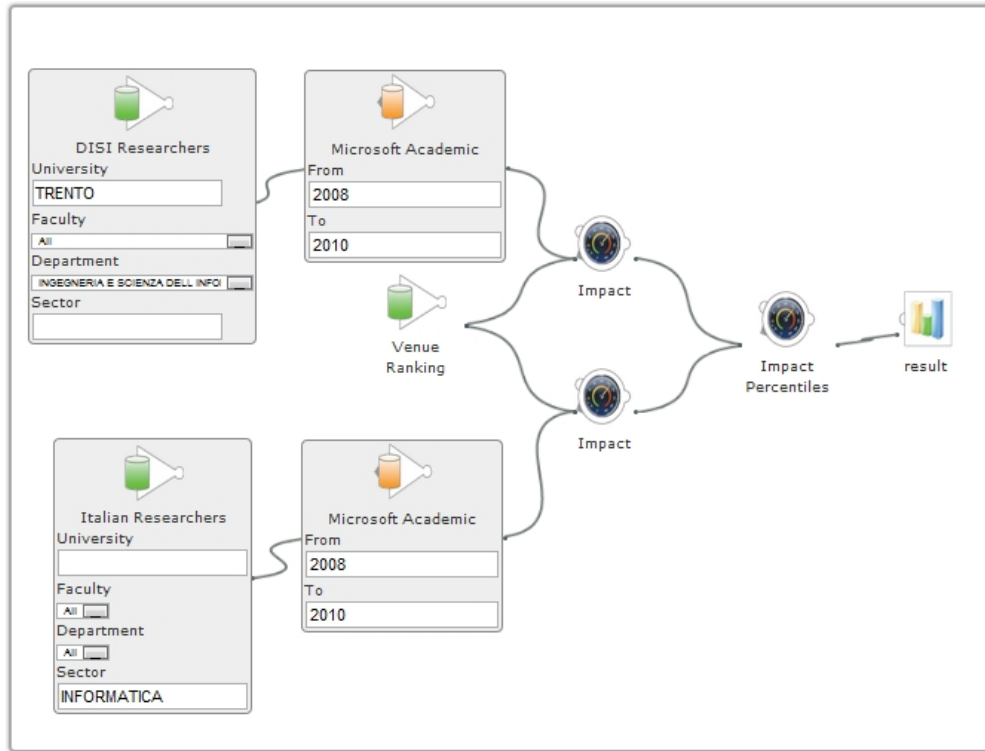 DISI Researchers
University
TRENTO
Faculty
All
Department
INGEGNERIA E SCIENZA DELL INFO
Sector
Microsoft Academic
From
2008
To
2010
Venue
Ranking
Impact
Impact
Impact
Percentiles
result
Italian Researchers
University
Faculty
All
Department
All
Sector
INFORMATICA
Microsoft Academic
From
2008
To
2010